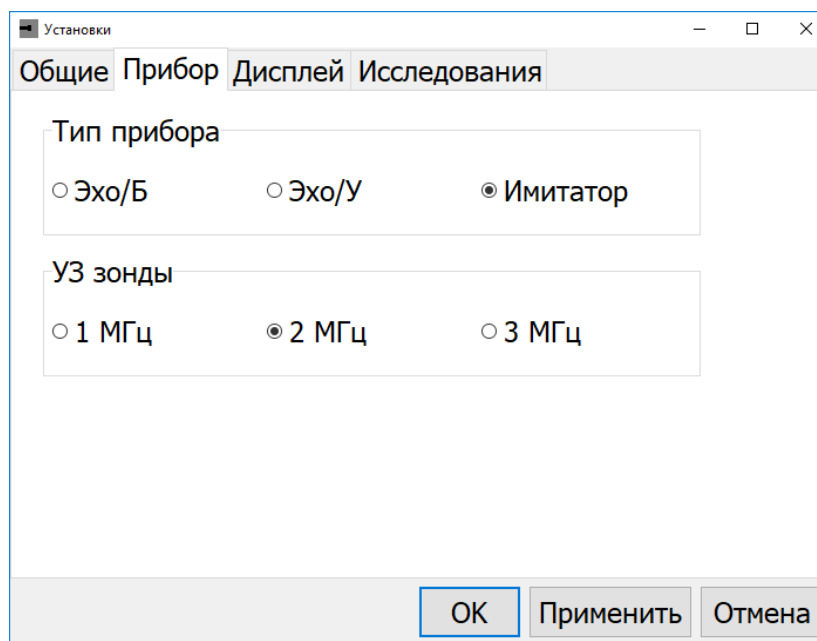 Установки
Общие Прибор Дисплей Исследования
Тип прибора
Эхо/Б Эхо/У Имитатор
УЗ зонды
1 МГц 2 МГц 3 МГц
OK Применить Отмена